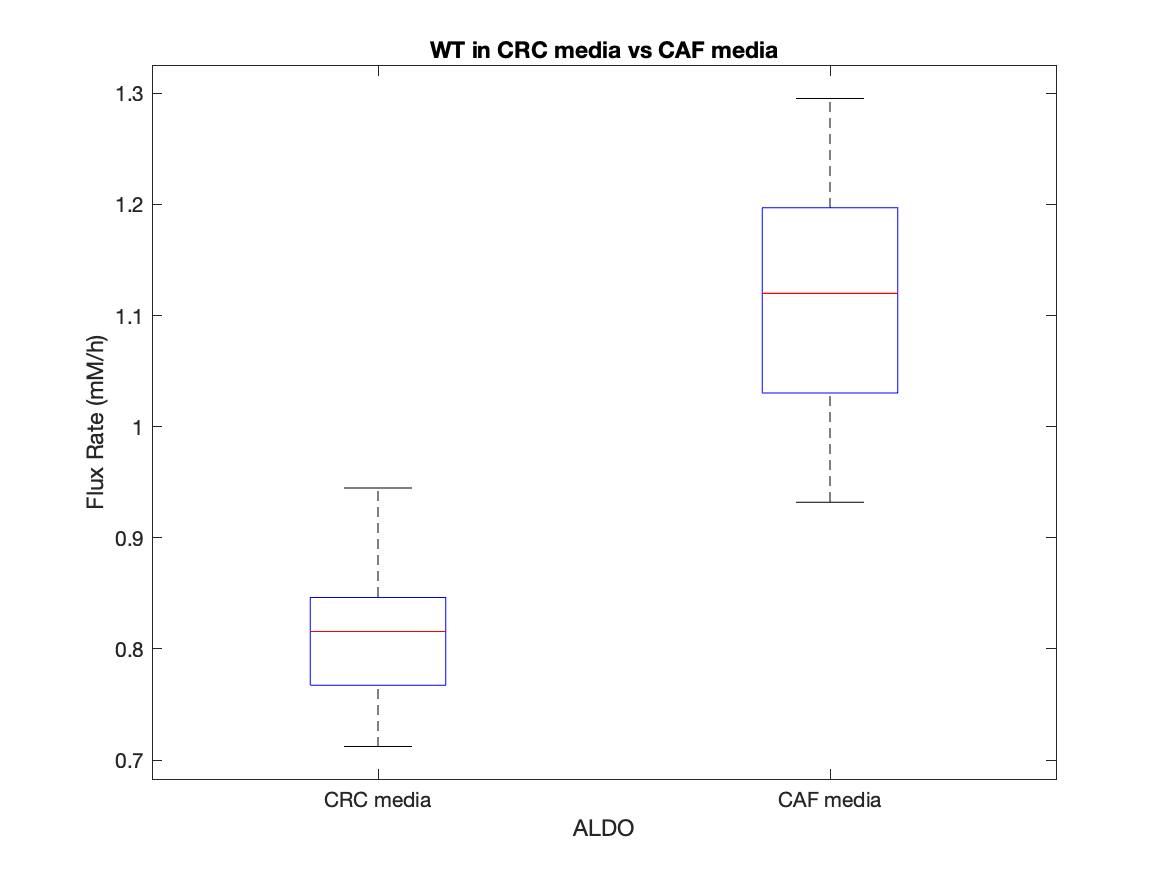 WT in CRC media vs CAF media
1.3
1.2
1.1
1
0.9
0.8
0.7
Flux Rate (mM/h)
CRC media
CAF media
ALDO